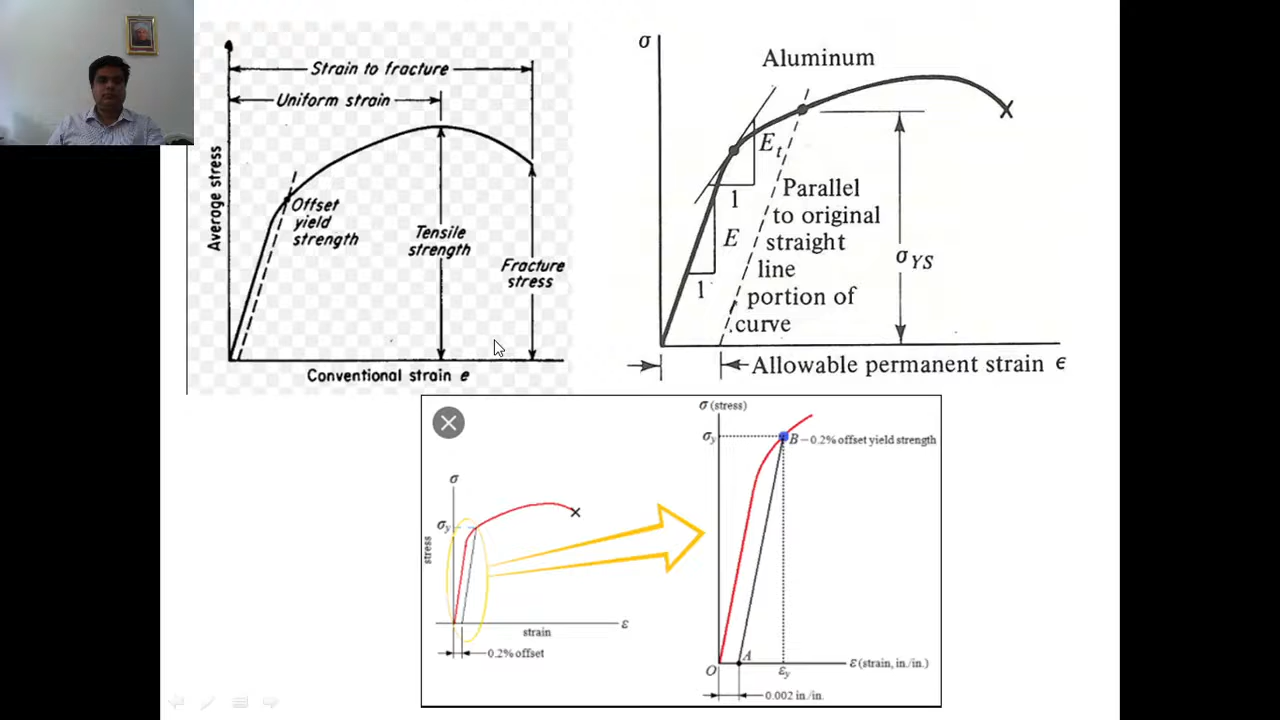 Strain to fracture
Uniform strain
Average stress
Offset
yield
strength
Tensile
strength
Fracture
stress
Conventional strain e
σ
Aluminum
E_t
1
E
1
Parallel
to original
straight
line
portion of
curve
σ_YS
Allowable permanent strain ϵ
σ
σ_y
stress
strain
ε
0.2% offset
σ (stress)
σ_y
B – 0.2% offset yield strength
O
A
ε_y
ε (strain, in./in.)
0.002 in./in.